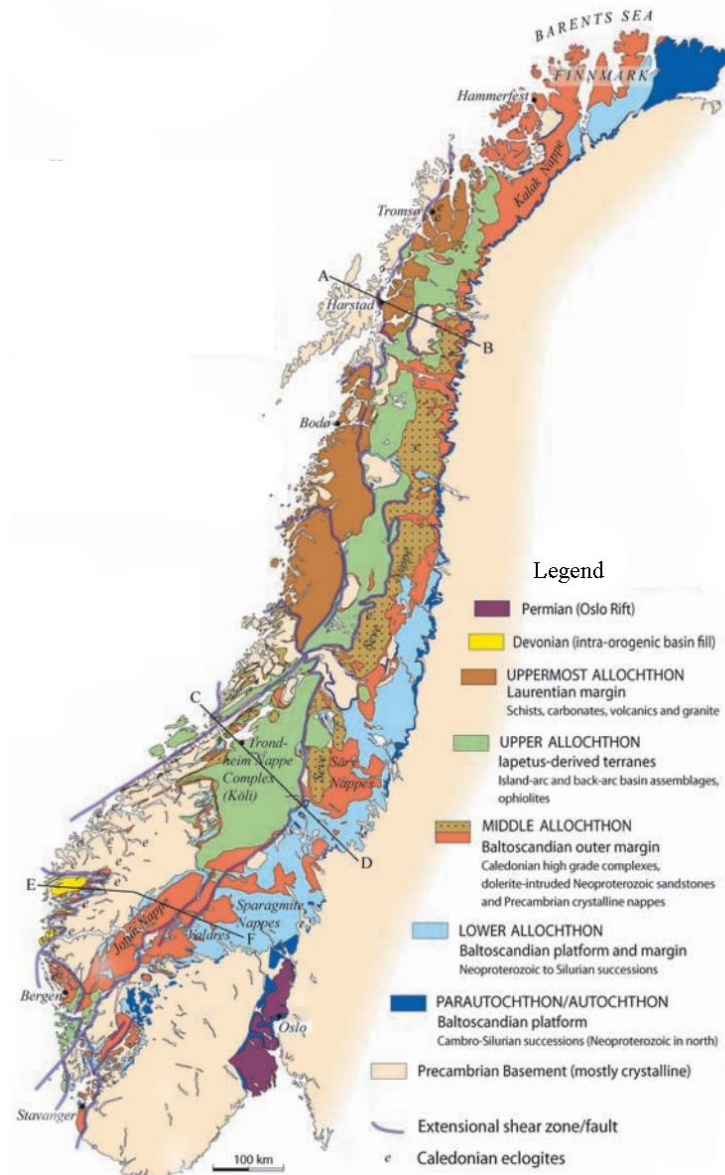 BARENTS SEA
FINNMARK
Hammerfest
Kalak Nappe
?
Tromsø
e
e
?
A
Harstad
B
Bodø
e
Seve Nappe
C
Trond-
heim Nappe
Complex
(Köli)
Seve
Särv
Nappes
D
E
F
Jotun Nappe
Valdres
Sparagmite
Nappes
Bergen
Oslo
Stavanger
100 km
Legend
Permian (Oslo Rift)
Devonian (intra-orogenic basin fill)
UPPERMOST ALLOCHTHON
Laurentian margin
Schists, carbonates, volcanics and granite
UPPER ALLOCHTHON
Iapetus-derived terranes
Island-arc and back-arc basin assemblages,
ophiolites
MIDDLE ALLOCHTHON
Baltoscandian outer margin
Caledonian high grade complexes,
dolerite-intruded Neoproterozoic sandstones
and Precambrian crystalline nappes
LOWER ALLOCHTHON
Baltoscandian platform and margin
Neoproterozoic to Silurian successions
PARAUTOCHTHON/AUTOCHTHON
Baltoscandian platform
Cambro-Silurian successions (Neoproterozoic in north)
Precambrian Basement (mostly crystalline)
Extensional shear zone/fault
e Caledonian eclogites